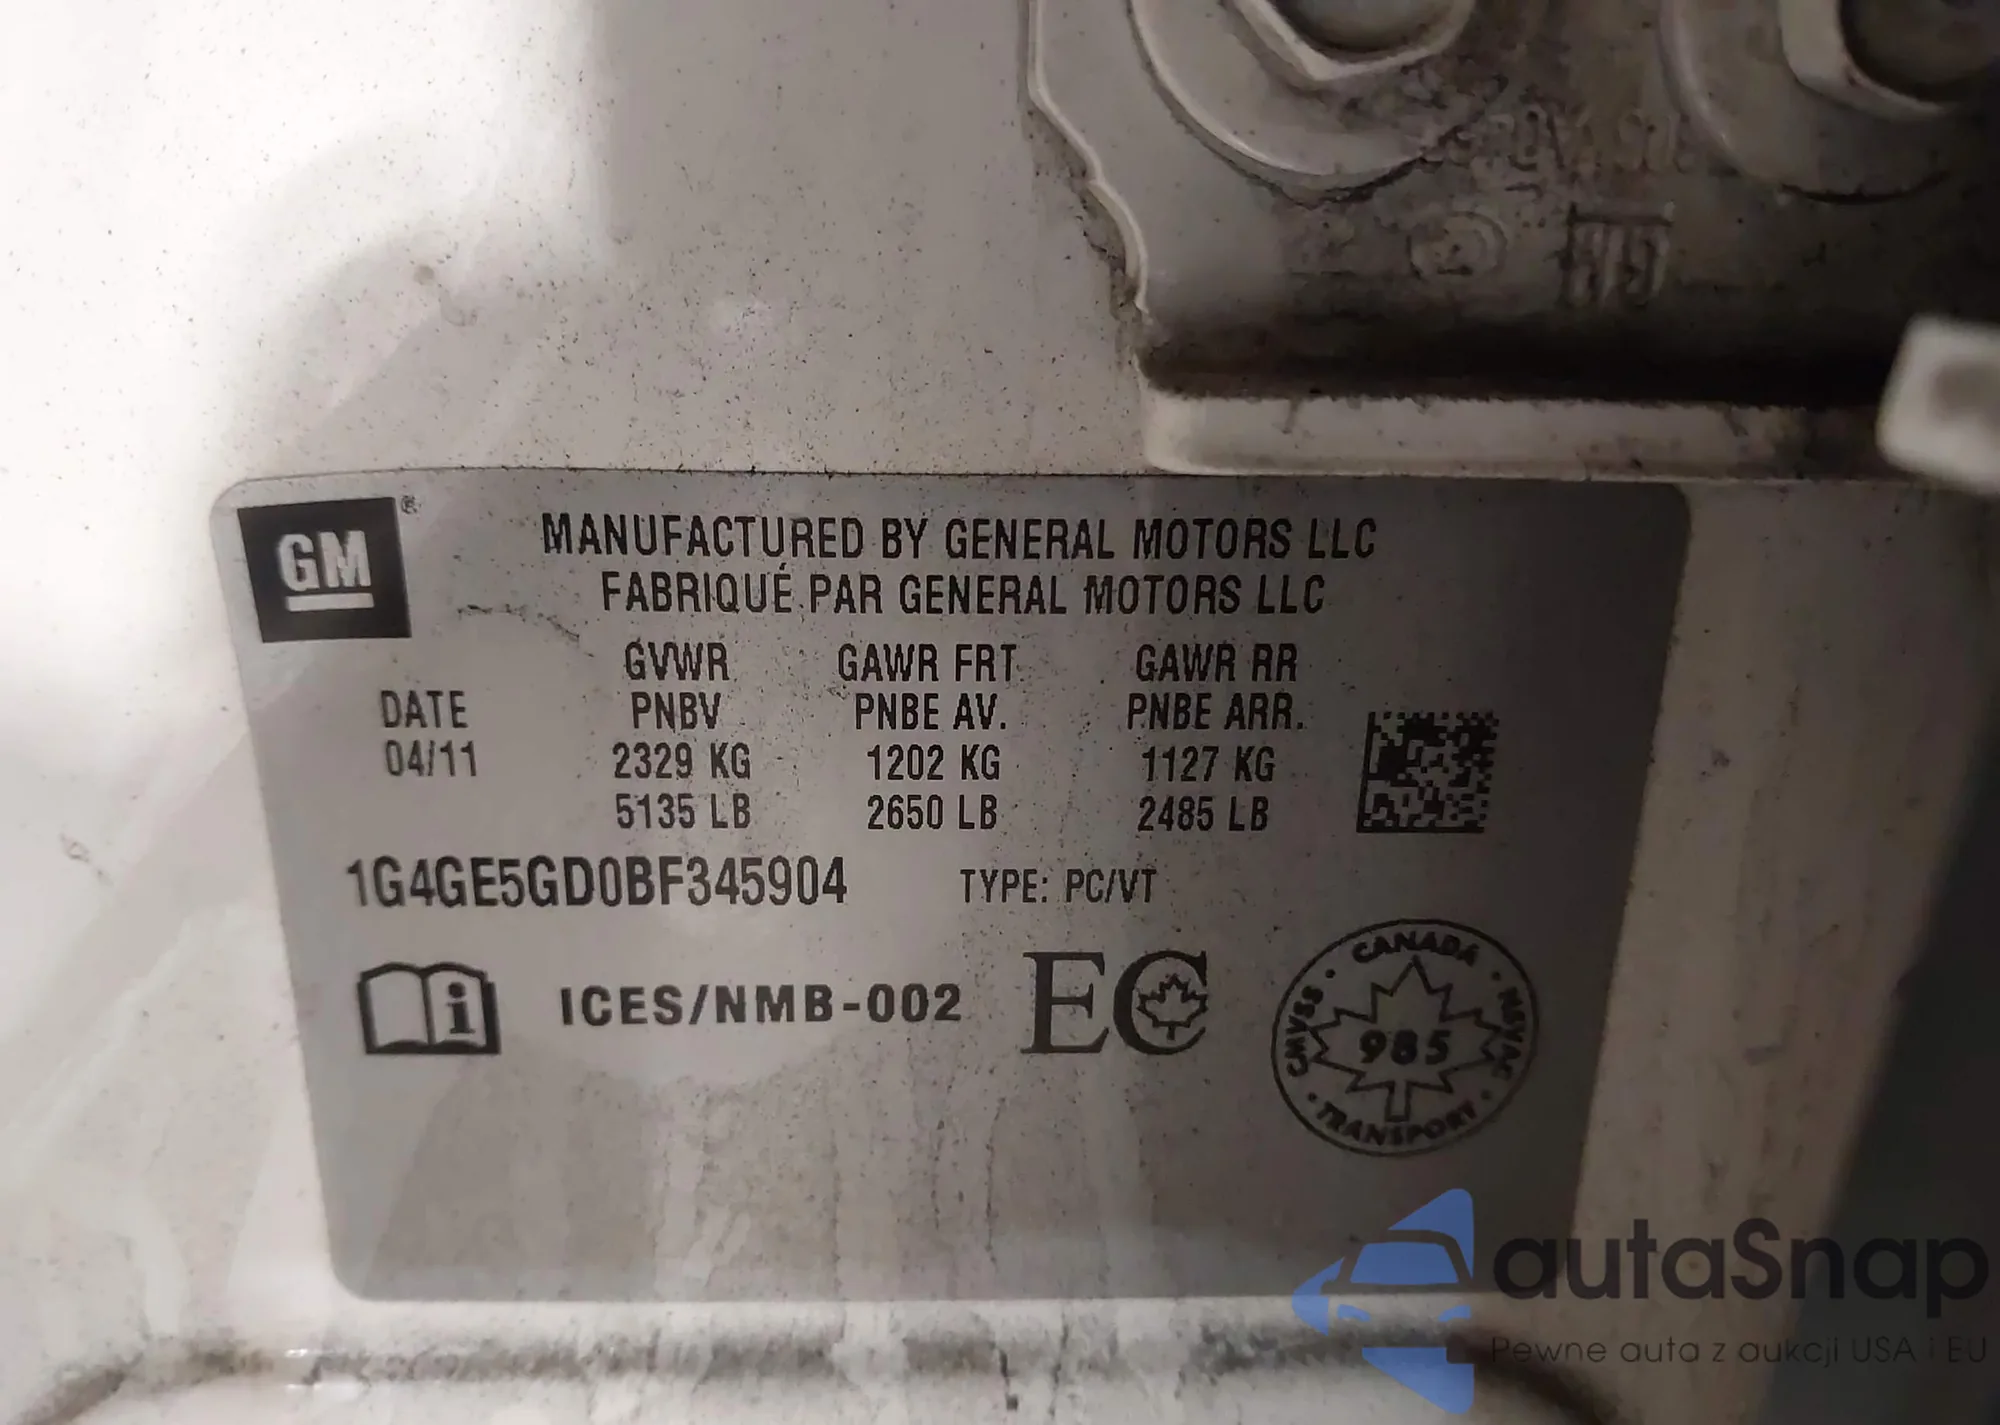 GM®
MANUFACTURED BY GENERAL MOTORS LLC
FABRIQUÉ PAR GENERAL MOTORS LLC
GVWR GAWR FRT GAWR RR
DATE PNBV PNBE AV. PNBE ARR.
04/11 2329 KG 1202 KG 1127 KG
5135 LB 2650 LB 2485 LB
1G4GE5GD0BF345904 TYPE: PC/VT
i ICES/NMB-002 EC
CANADA
CMVSS 985 NSVAC
TRANSPORT
autaSnap
Pewne auta z aukcji USA i EU